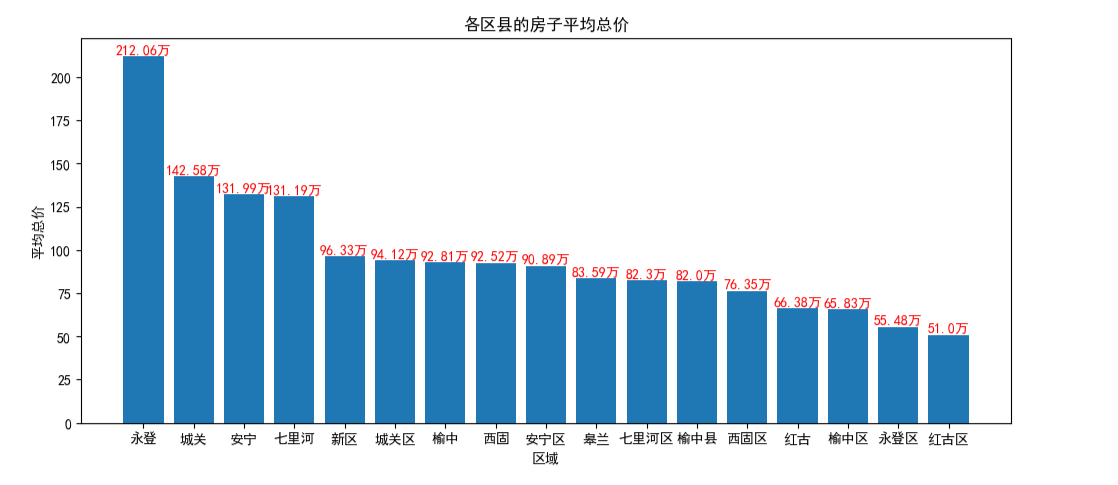 各区县的房子平均总价
平均总价
200
175
150
125
100
75
50
25
0
212.06万
142.58万
131.99万
131.19万
96.33万
94.12万
92.81万
92.52万
90.89万
83.59万
82.3万
82.0万
76.35万
66.38万
65.83万
55.48万
51.0万
永登 城关 安宁 七里河 新区 城关区 榆中 西固 安宁区 皋兰 七里河区 榆中县 西固区 红古 榆中区 永登区 红古区
区域